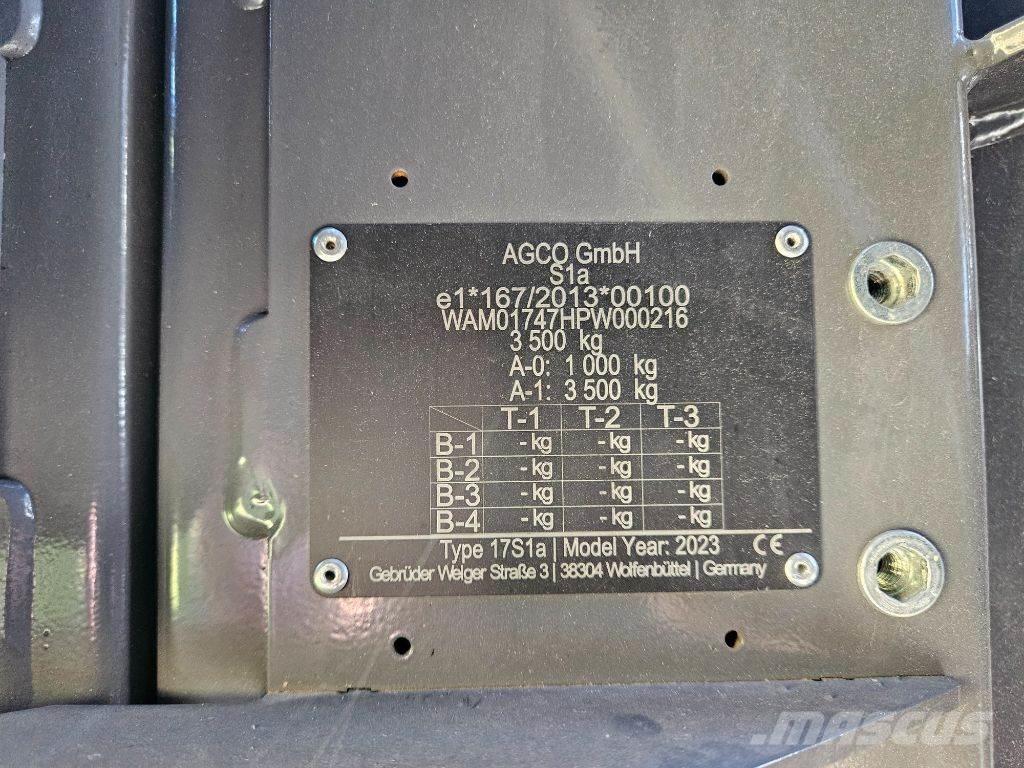 AGCO GmbH
S1a
e1*167/2013*00100
WAM01747HPW000216
3 500 kg
A-0: 1 000 kg
A-1: 3 500 kg
T-1 T-2 T-3
B-1 -kg -kg -kg
B-2 -kg -kg -kg
B-3 -kg -kg -kg
B-4 -kg -kg -kg
Type 17S1a | Model Year: 2023 CE
Gebrüder Welger Straße 3 | 38304 Wolfenbüttel | Germany
mascus